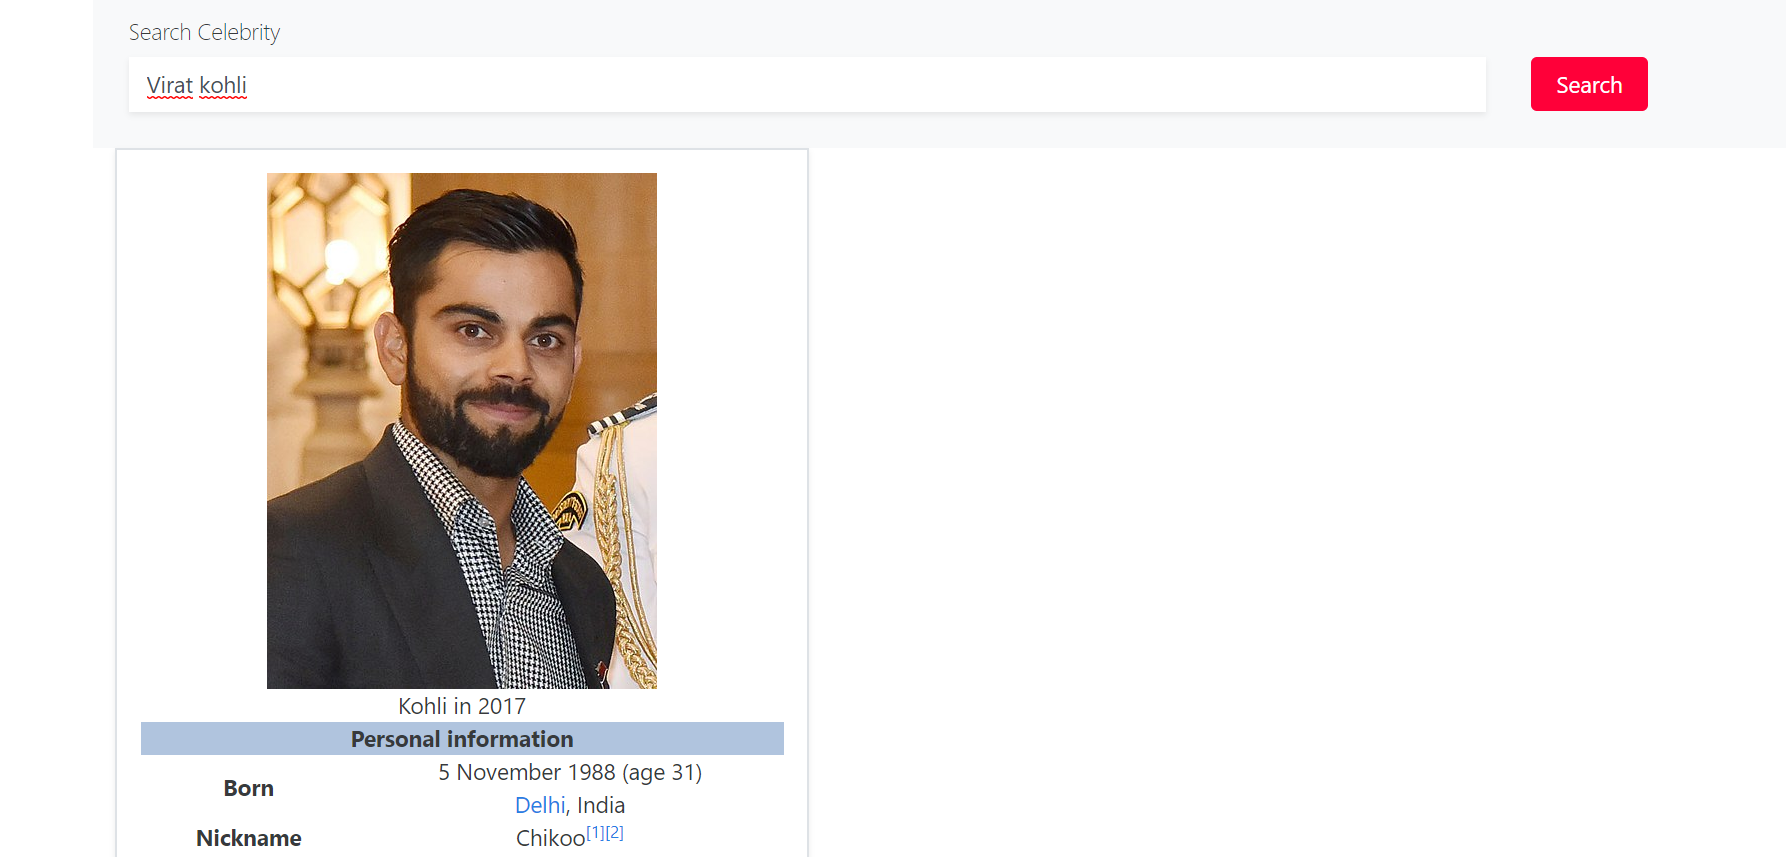 Search Celebrity
Virat kohli
Search
Kohli in 2017
Personal information
Born
5 November 1988 (age 31)
Delhi, India
Nickname
Chikoo[1][2]